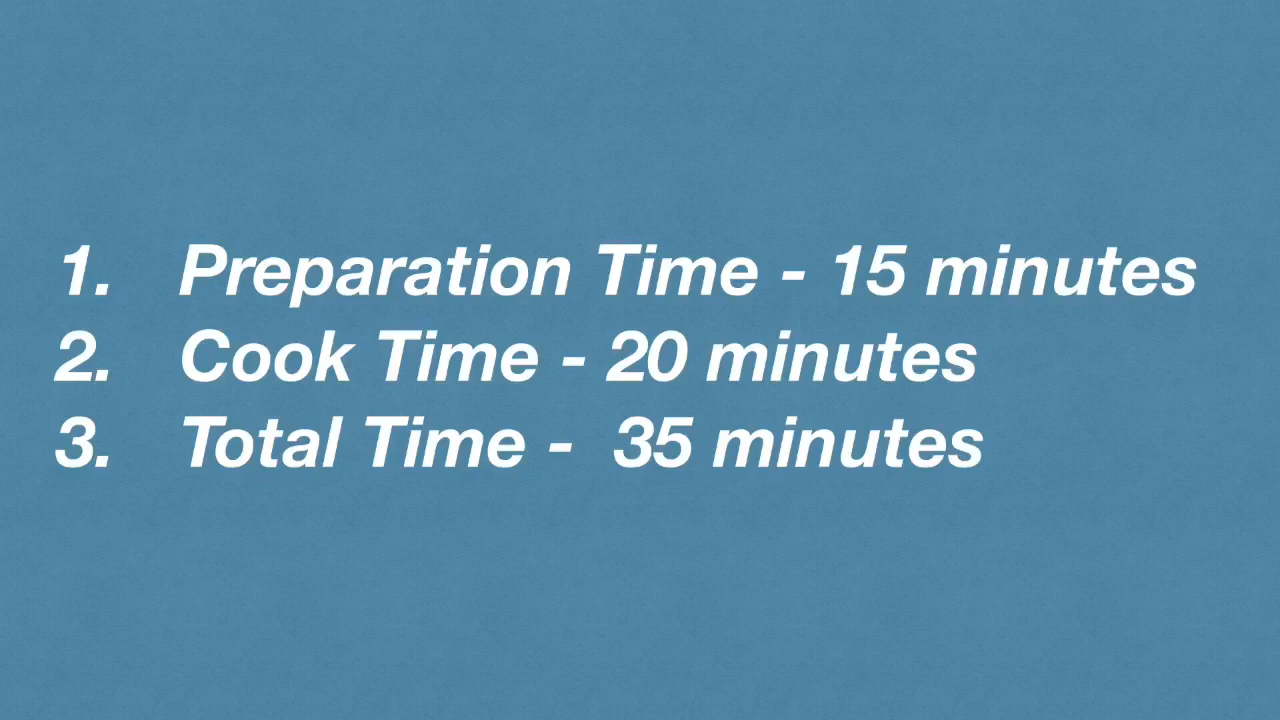 1. Preparation Time - 15 minutes
2. Cook Time - 20 minutes
3. Total Time - 35 minutes